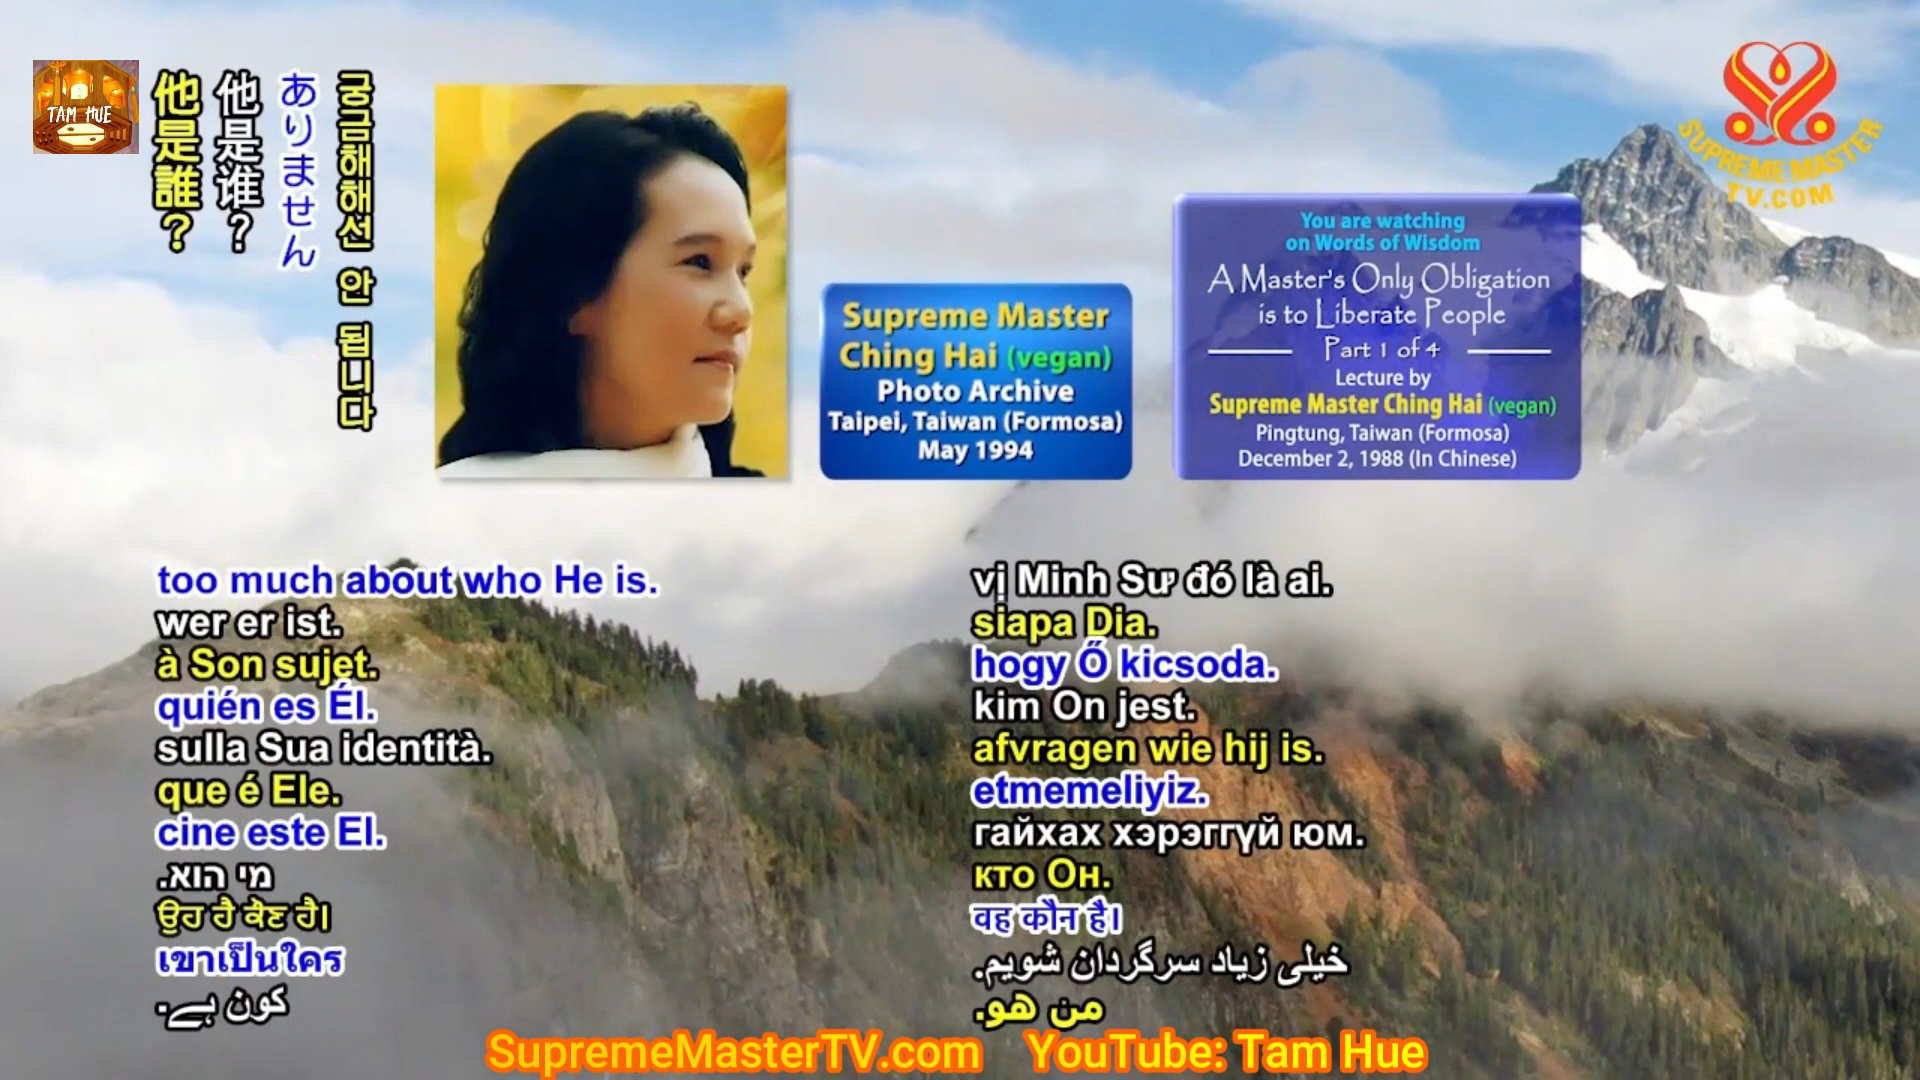 TAM HUE
他是誰?
他是谁?
ありません
궁금해해선 안 됩니다
SUPREME MASTER
TV.COM
You are watching
on Words of Wisdom
A Master's Only Obligation
is to Liberate People
Part 1 of 4
Lecture by
Supreme Master Ching Hai (vegan)
Pingtung, Taiwan (Formosa)
December 2, 1988 (In Chinese)
Supreme Master
Ching Hai (vegan)
Photo Archive
Taipei, Taiwan (Formosa)
May 1994
too much about who He is.
wer er ist.
à Son sujet.
quién es Él.
sulla Sua identità.
que é Ele.
cine este El.
מי הוא.
ਉਹ ਹੈ ਕੌਣ ਹੈ।
เขาเป็นใคร
کون ہے۔
vị Minh Sư đó là ai.
siapa Dia.
hogy Ő kicsoda.
kim On jest.
afvragen wie hij is.
etmemeliyiz.
гайхах хэрэггүй юм.
кто Он.
वह कौन है।
خیلی زیاد سرگردان شویم.
من هو.
SupremeMasterTV.com YouTube: Tam Hue